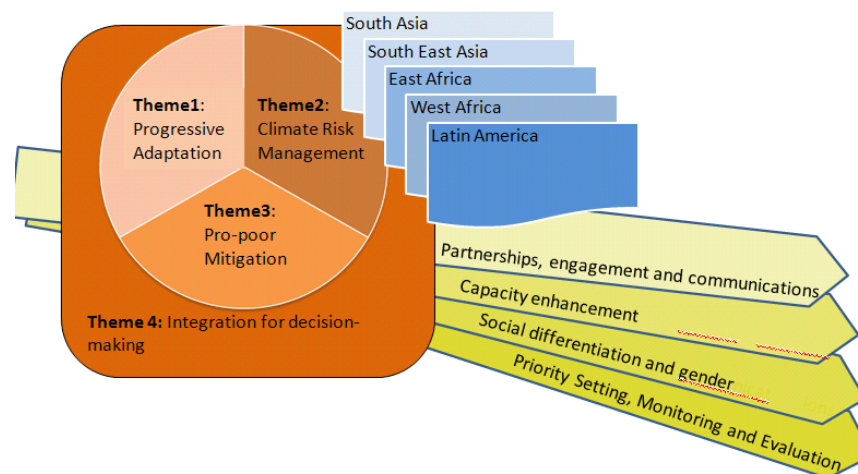 South Asia
South East Asia
East Africa
West Africa
Latin America
Theme1:
Progressive
Adaptation
Theme2:
Climate Risk
Management
Theme3:
Pro-poor
Mitigation
Theme 4: Integration for decision-
making
Partnerships, engagement and communications
Capacity enhancement
Social differentiation and gender
Priority Setting, Monitoring and Evaluation